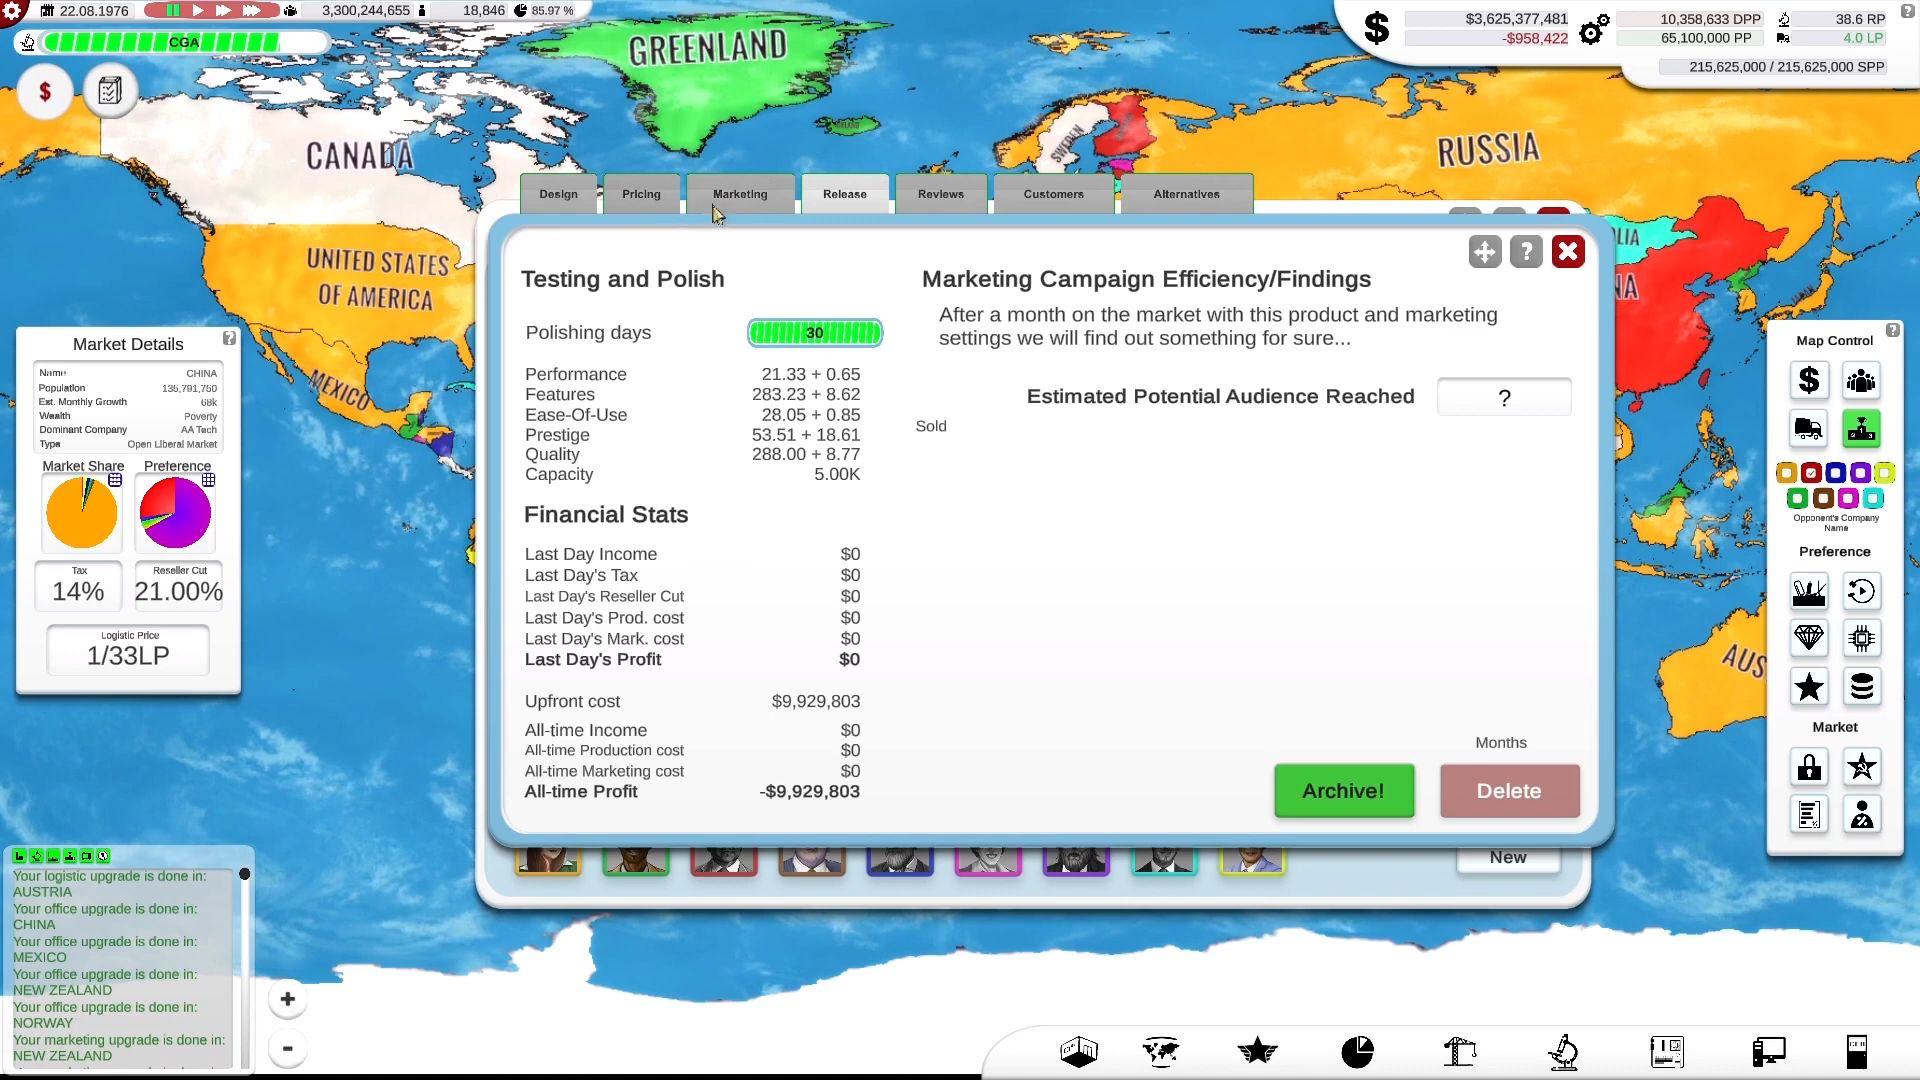 22.08.1976
3,300,244,655
18,846
85.97 %
CGA
$3,625,377,481
-$958,422
10,358,633 DPP
65,100,000 PP
38.6 RP
4.0 LP
215,625,000 / 215,625,000 SPP
?
$
GREENLAND
CANADA
SWEDEN
RUSSIA
UNITED STATES
OF AMERICA
MEXICO
Design
Pricing
Marketing
Release
Reviews
Customers
Alternatives
?
Testing and Polish
Polishing days
30
Performance 21.33 + 0.65
Features 283.23 + 8.62
Ease-Of-Use 28.05 + 0.85
Prestige 53.51 + 18.61
Quality 288.00 + 8.77
Capacity 5.00K
Financial Stats
Last Day Income $0
Last Day's Tax $0
Last Day's Reseller Cut $0
Last Day's Prod. cost $0
Last Day's Mark. cost $0
Last Day's Profit $0
Upfront cost $9,929,803
All-time Income $0
All-time Production cost $0
All-time Marketing cost $0
All-time Profit -$9,929,803
Marketing Campaign Efficiency/Findings
After a month on the market with this product and marketing
settings we will find out something for sure...
Estimated Potential Audience Reached
?
Sold
Months
Archive!
Delete
New
Market Details
?
Name CHINA
Population 135,791,750
Est. Monthly Growth 68k
Wealth Poverty
Dominant Company AA Tech
Type Open Liberal Market
Market Share
Preference
Tax
14%
Reseller Cut
21.00%
Logistic Price
1/33LP
Your logistic upgrade is done in:
AUSTRIA
Your office upgrade is done in:
CHINA
Your office upgrade is done in:
MEXICO
Your office upgrade is done in:
NEW ZEALAND
Your office upgrade is done in:
NORWAY
Your marketing upgrade is done in:
NEW ZEALAND
+
-
LIA
NA
AUS
?
Map Control
$
Opponent's Company
Name
Preference
Market